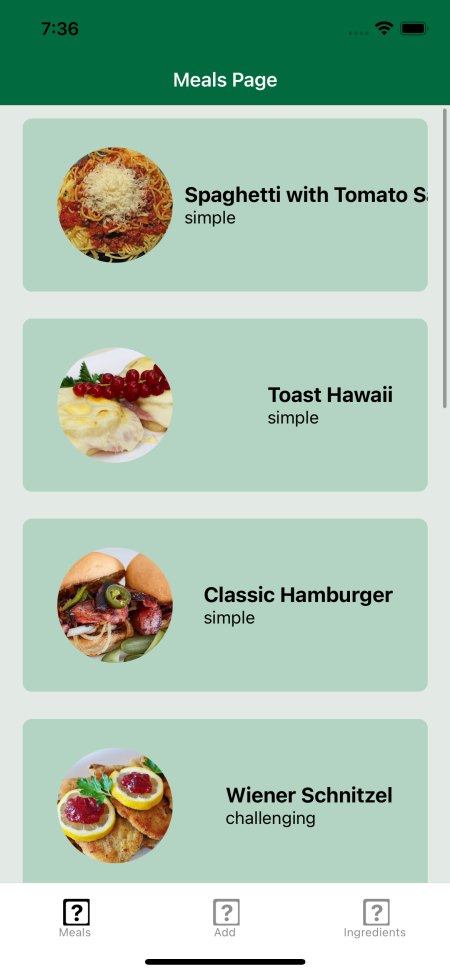 7:36
Meals Page
Spaghetti with Tomato Sa
simple
Toast Hawaii
simple
Classic Hamburger
simple
Wiener Schnitzel
challenging
? ? ?
Meals Add Ingredients